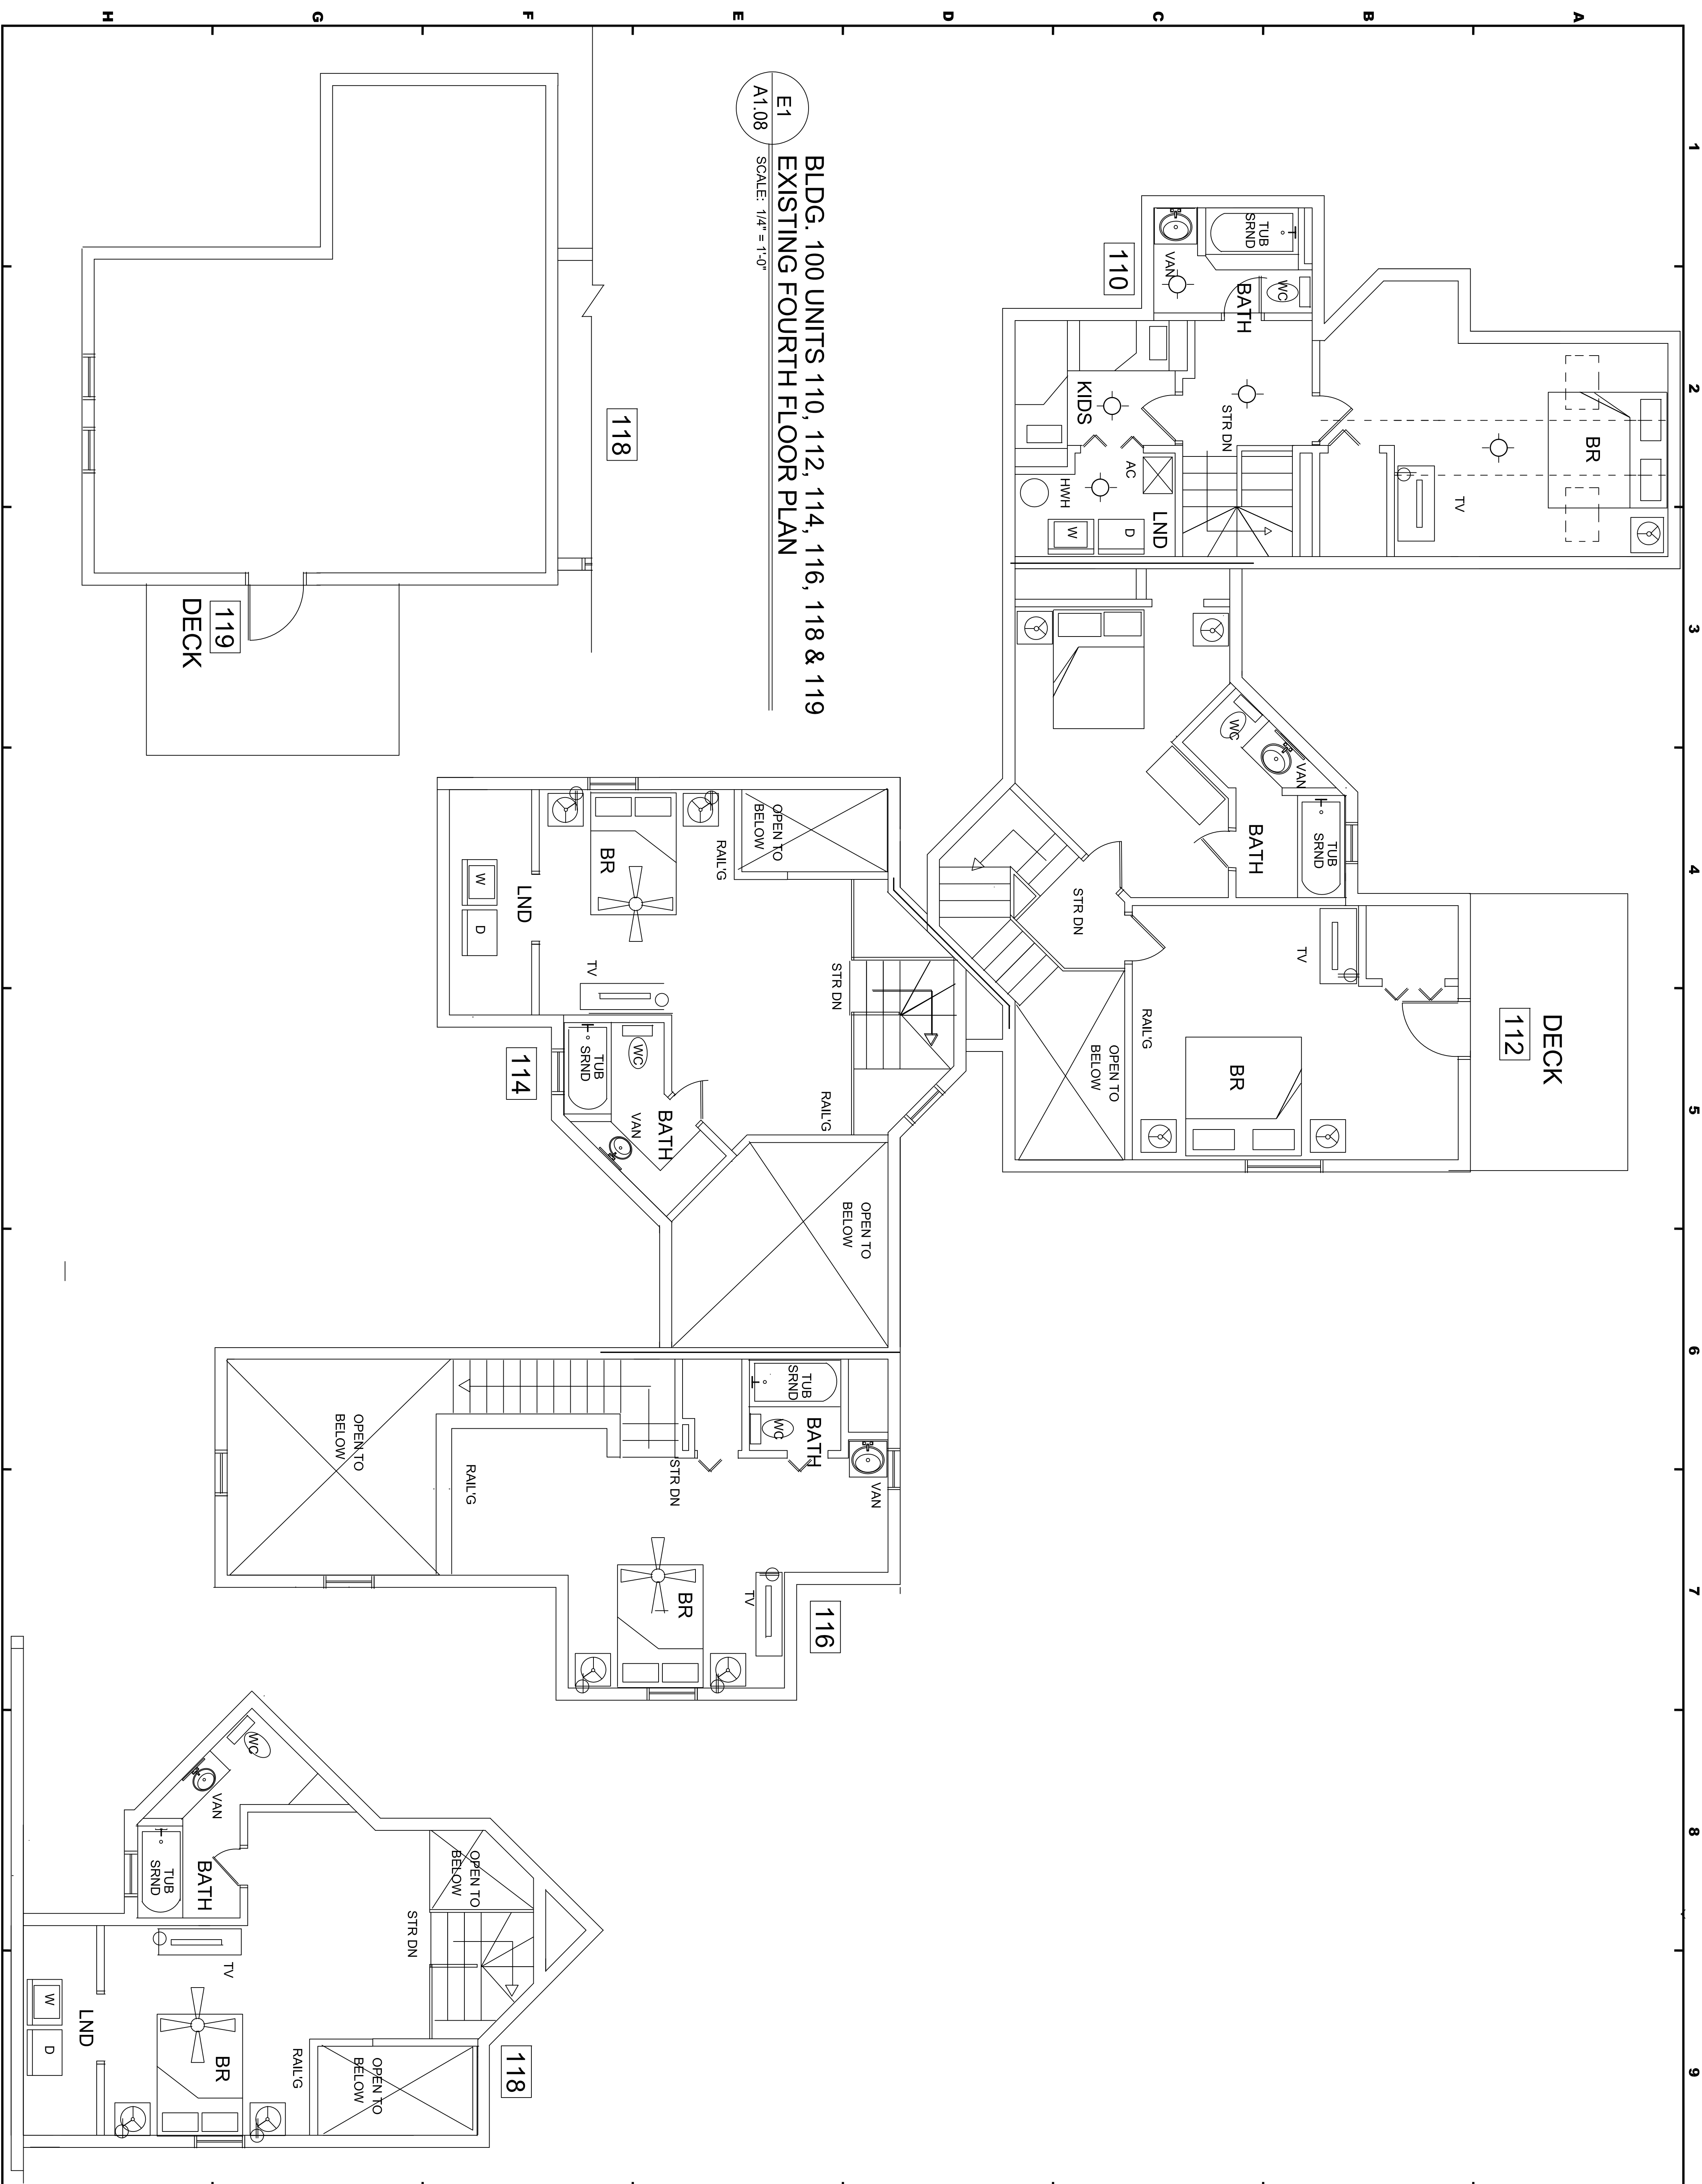 H
G
F
E
D
C
B
A
1
2
3
4
5
6
7
8
9
E1
A1.08
BLDG. 100 UNITS 110, 112, 114, 116, 118 & 119
EXISTING FOURTH FLOOR PLAN
SCALE: 1/4" = 1'-0"
110
TUB
SRND
VAN
WC
BATH
KIDS
STR DN
AC
HWH
LND
W
D
BR
TV
WC
VAN
BATH
TUB
SRND
STR DN
TV
RAIL'G
OPEN TO
BELOW
BR
DECK
112
OPEN TO
BELOW
RAIL'G
BR
LND
W
D
TV
STR DN
TUB
SRND
WC
VAN
BATH
RAIL'G
114
OPEN TO
BELOW
TUB
SRND
WC
BATH
VAN
STR DN
RAIL'G
OPEN TO
BELOW
BR
TV
116
WC
VAN
TUB
SRND
BATH
OPEN TO
BELOW
STR DN
TV
LND
W
D
BR
RAIL'G
OPEN TO
BELOW
118
118
119
DECK